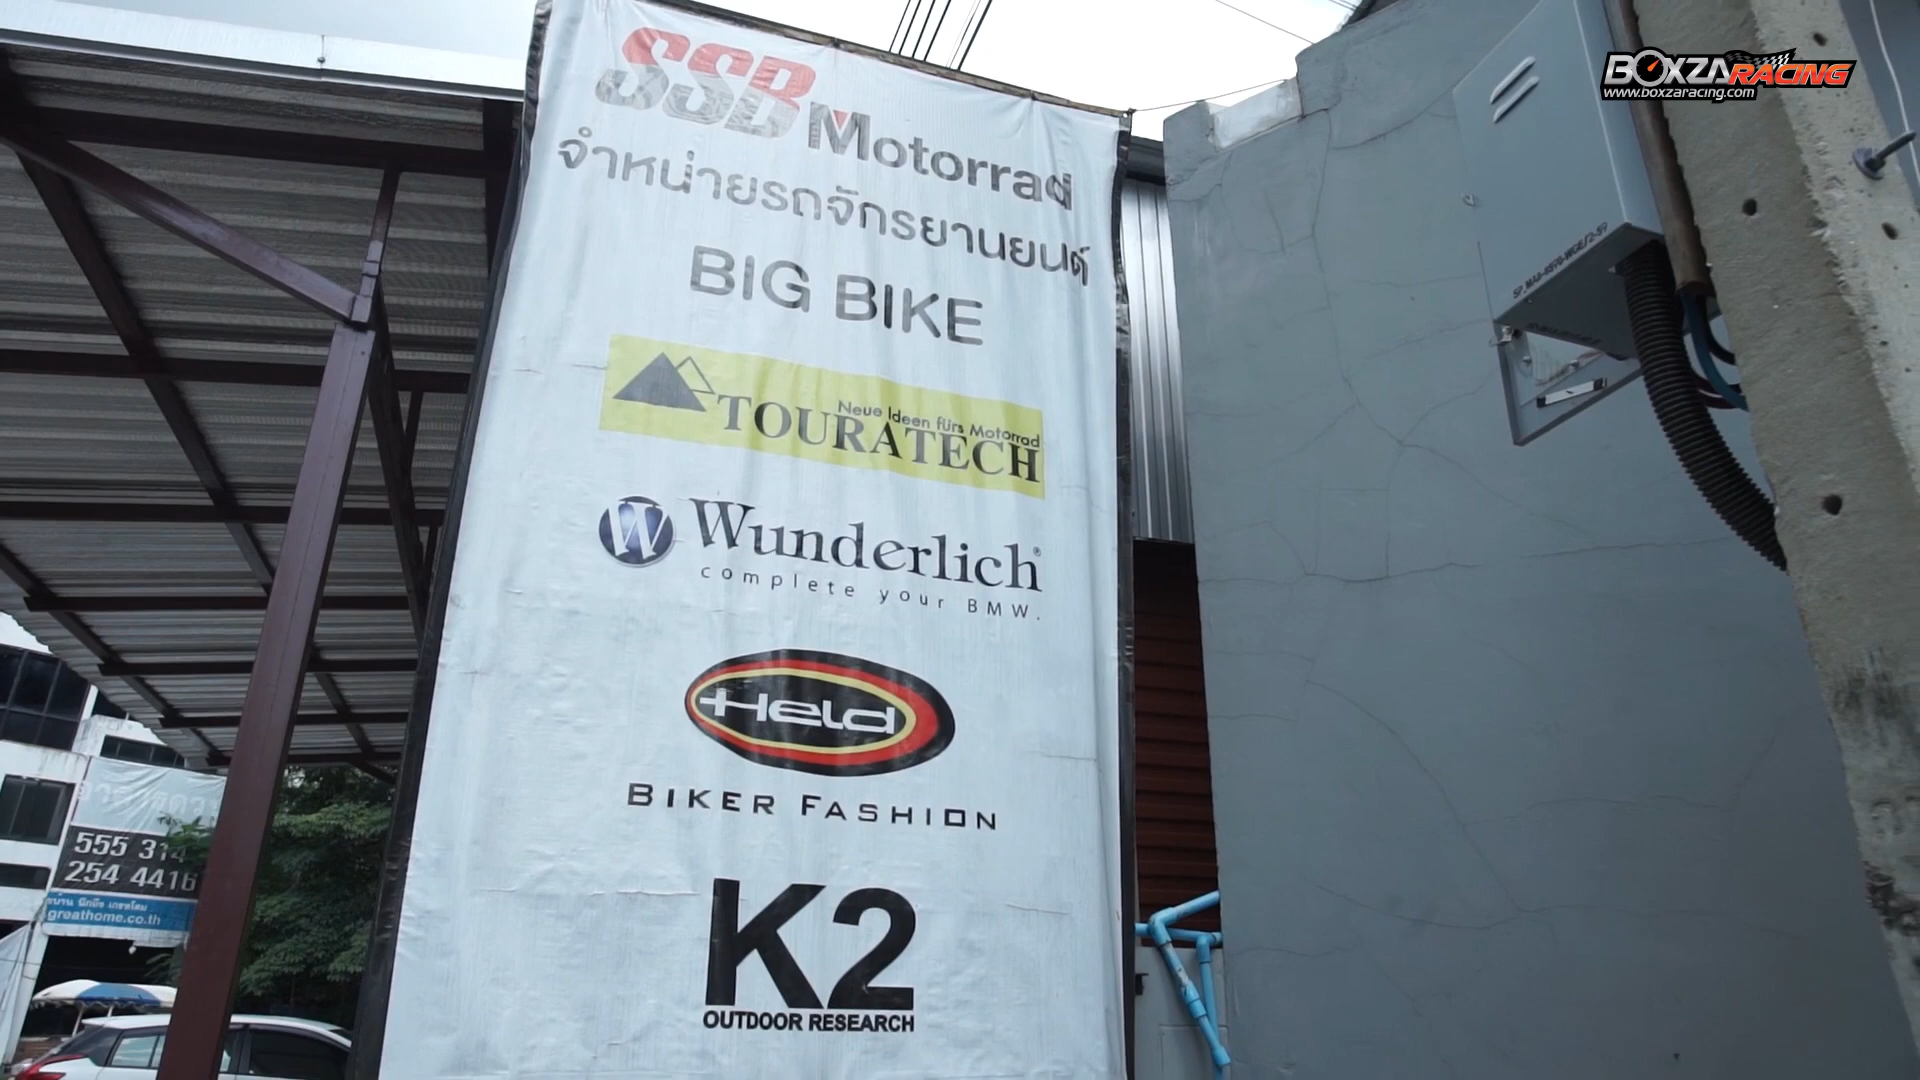 BOXZA RACING
www.boxzaracing.com
SSB Motorrad
จำหน่ายรถจักรยานยนต์
BIG BIKE
Neue Ideen fürs Motorrad
TOURATECH
W Wunderlich®
complete your BMW.
Held
BIKER FASHION
K2
OUTDOOR RESEARCH
555 314
254 4416
greathome.co.th